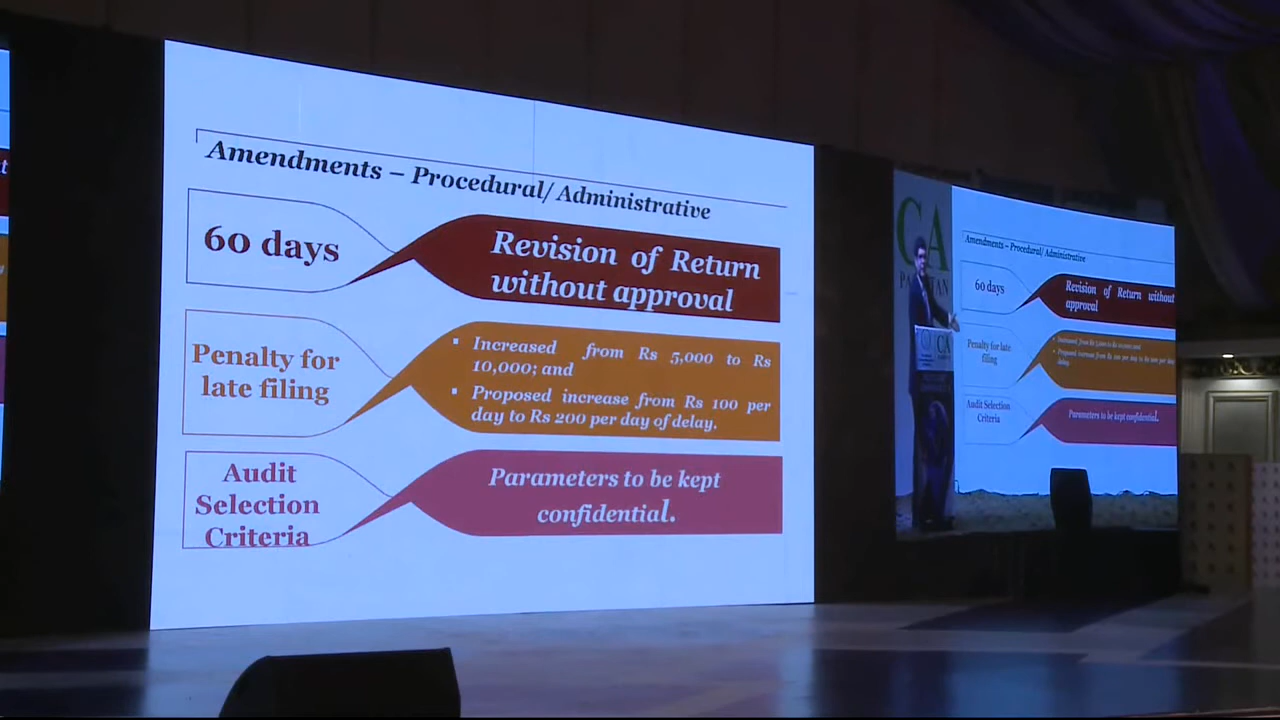 Amendments – Procedural/ Administrative
60 days
Revision of Return
without approval
Penalty for
late filing
▪ Increased from Rs 5,000 to Rs
10,000; and
▪ Proposed increase from Rs 100 per
day to Rs 200 per day of delay.
Audit
Selection
Criteria
Parameters to be kept
confidential.
CA
Amendments – Procedural/ Administrative
60 days
Revision of Return without
approval
Penalty for late
filing
Audit Selection
Criteria
Parameters to be kept confidential.
CA